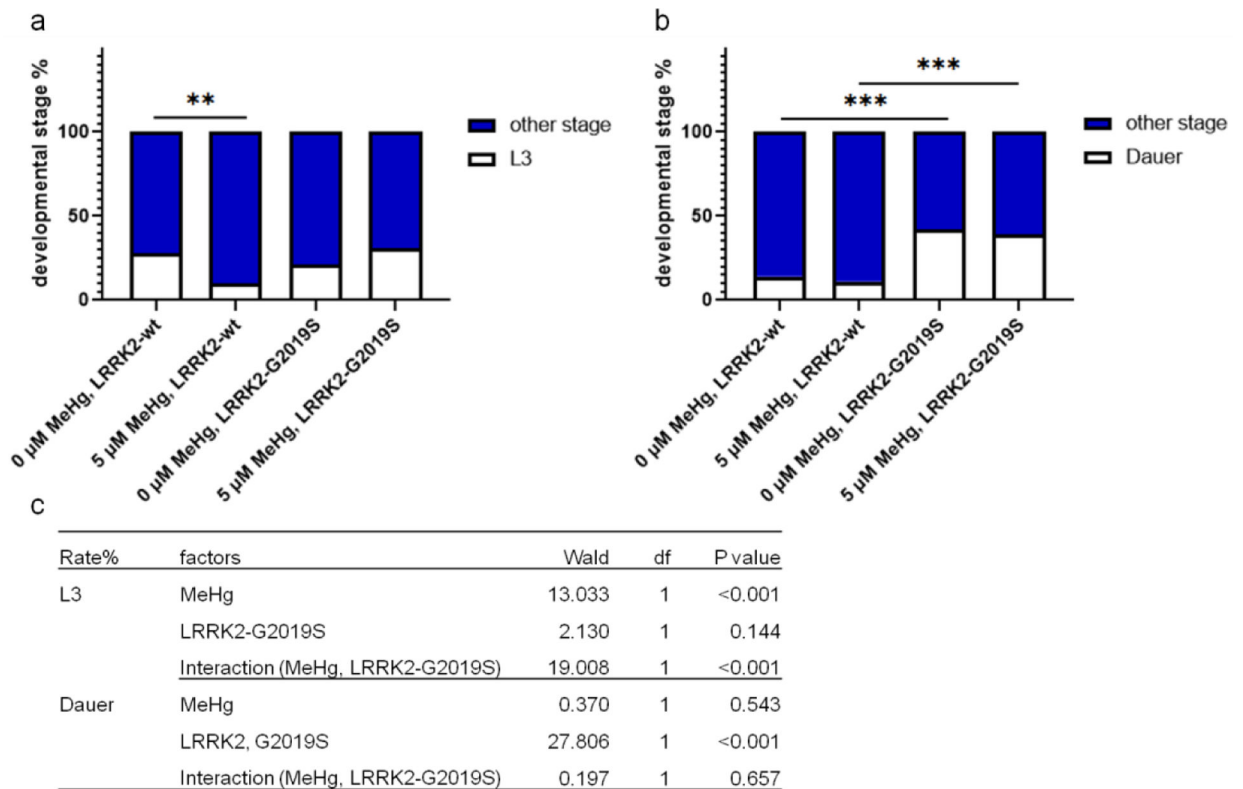 a
developmental stage %
100
50
0
**
other stage
L3
0 µM MeHg, LRRK2-wt
5 µM MeHg, LRRK2-wt
0 µM MeHg, LRRK2-G2019S
5 µM MeHg, LRRK2-G2019S
b
developmental stage %
100
50
0
***
***
other stage
Dauer
0 µM MeHg, LRRK2-wt
5 µM MeHg, LRRK2-wt
0 µM MeHg, LRRK2-G2019S
5 µM MeHg, LRRK2-G2019S
c
Rate% factors Wald df P value
L3 MeHg 13.033 1 <0.001
LRRK2-G2019S 2.130 1 0.144
Interaction (MeHg, LRRK2-G2019S) 19.008 1 <0.001
Dauer MeHg 0.370 1 0.543
LRRK2, G2019S 27.806 1 <0.001
Interaction (MeHg, LRRK2-G2019S) 0.197 1 0.657